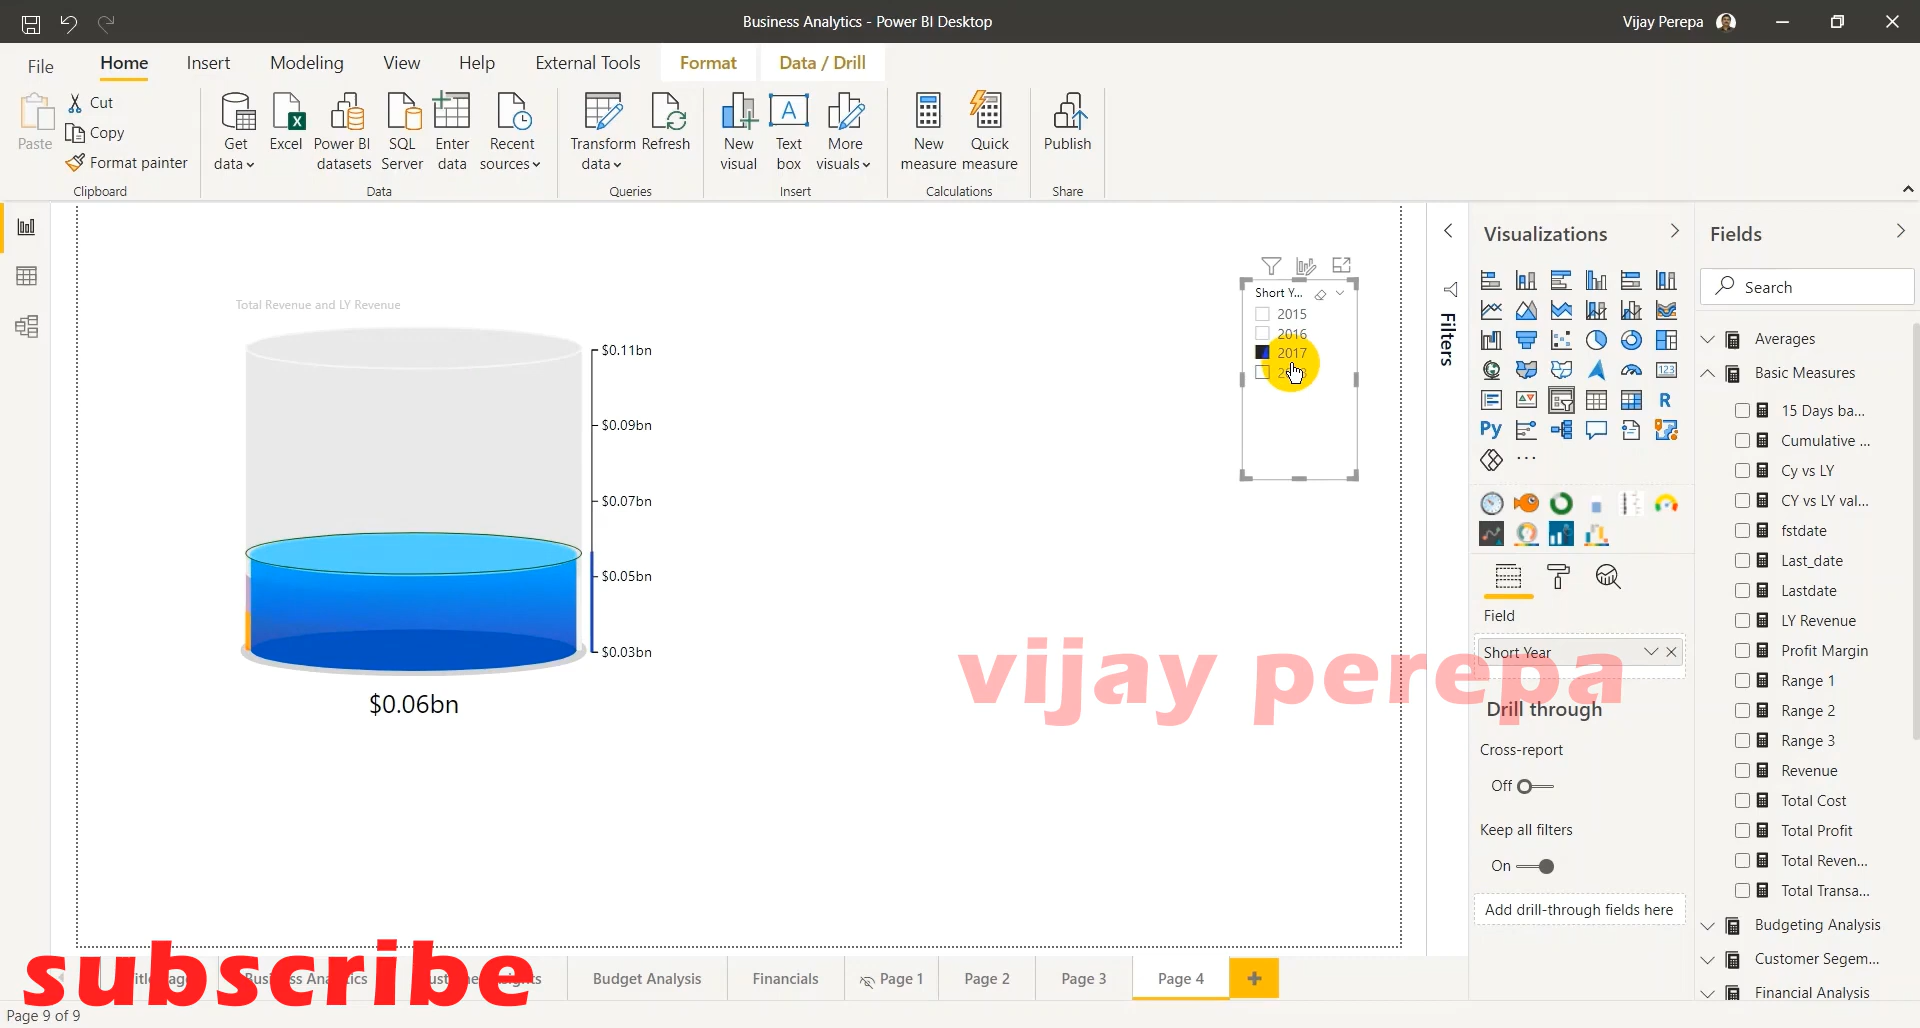 Business Analytics - Power BI Desktop
Vijay Perepa
File
Home
Insert
Modeling
View
Help
External Tools
Format
Data / Drill
Paste
Cut
Copy
Format painter
Clipboard
Get data
Excel
Power BI datasets
SQL Server
Enter data
Recent sources
Data
Transform data
Refresh
Queries
New visual
Text box
More visuals
Insert
New measure
Quick measure
Calculations
Publish
Share
Total Revenue and LY Revenue
$0.11bn
$0.09bn
$0.07bn
$0.05bn
$0.03bn
$0.06bn
Short Y...
2015
2016
2017
Filters
Visualizations
Field
Short Year
Drill through
Cross-report
Off
Keep all filters
On
Add drill-through fields here
Fields
Search
Averages
Basic Measures
15 Days ba...
Cumulative ...
Cy vs LY
CY vs LY val...
fstdate
Last_date
Lastdate
LY Revenue
Profit Margin
Range 1
Range 2
Range 3
Revenue
Total Cost
Total Profit
Total Reven...
Total Transa...
Budgeting Analysis
Customer Segem...
Financial Analysis
vijay perepa
subscribe
Budget Analysis
Financials
Page 1
Page 2
Page 3
Page 4
Page 9 of 9